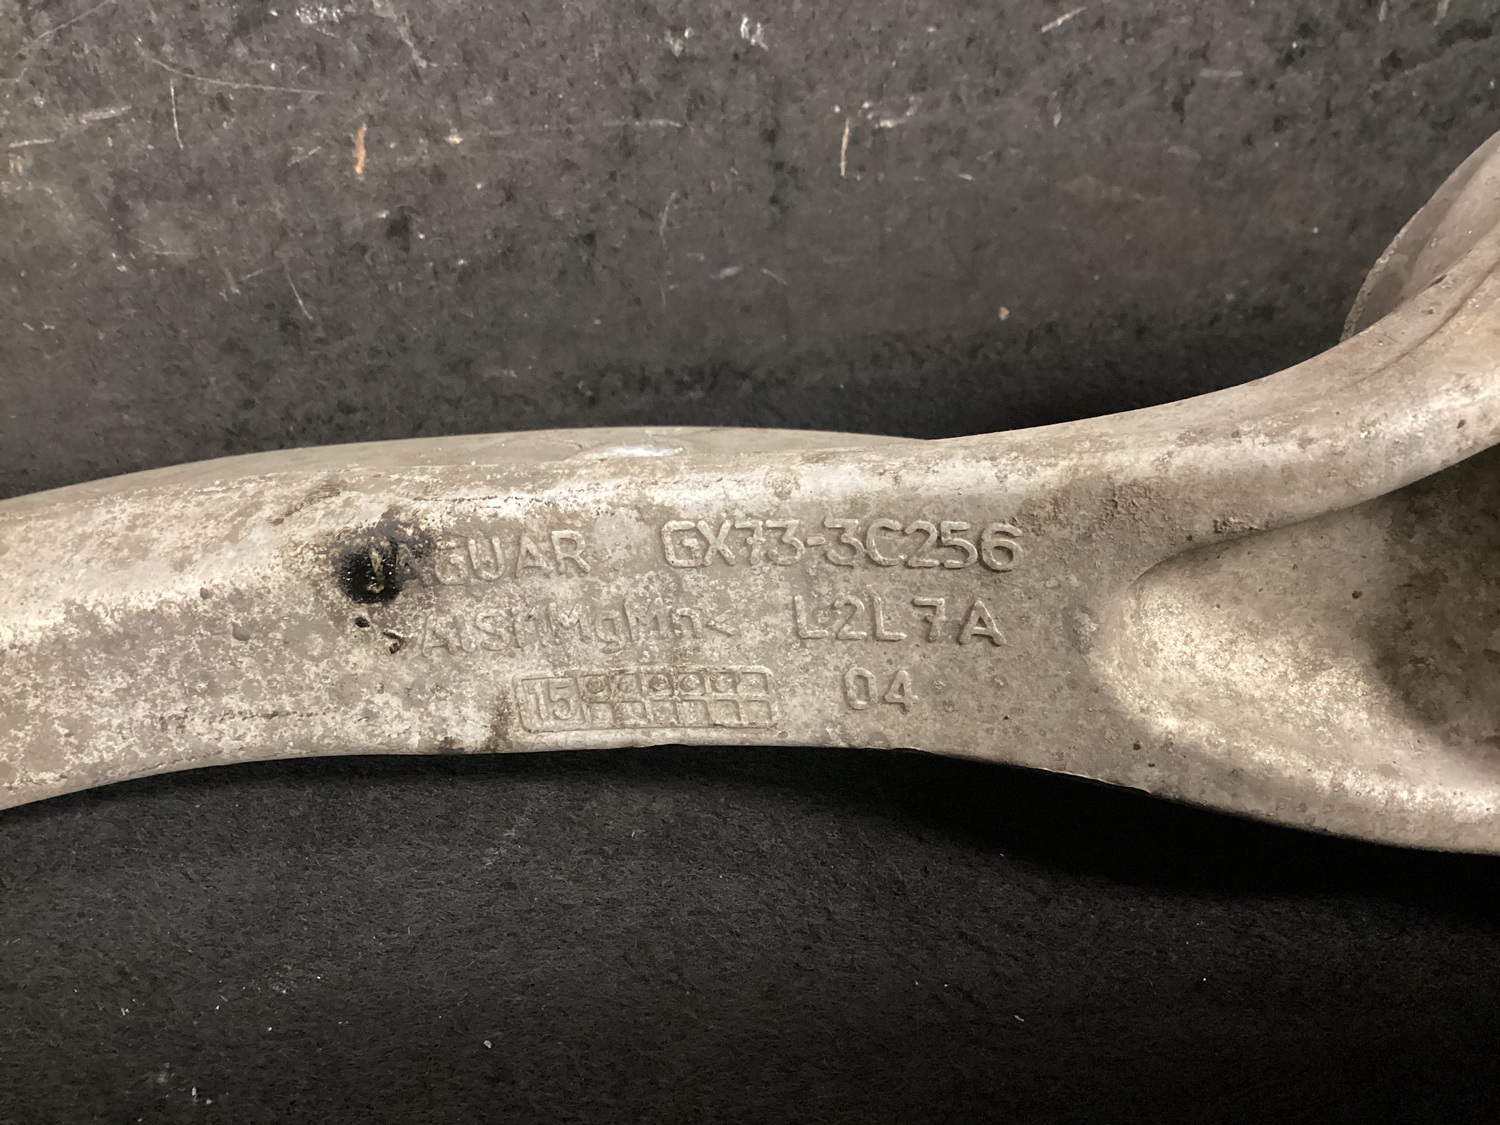 JAGUAR GX73-3C256
>AlSi1MgMn< L2L7A
15 04